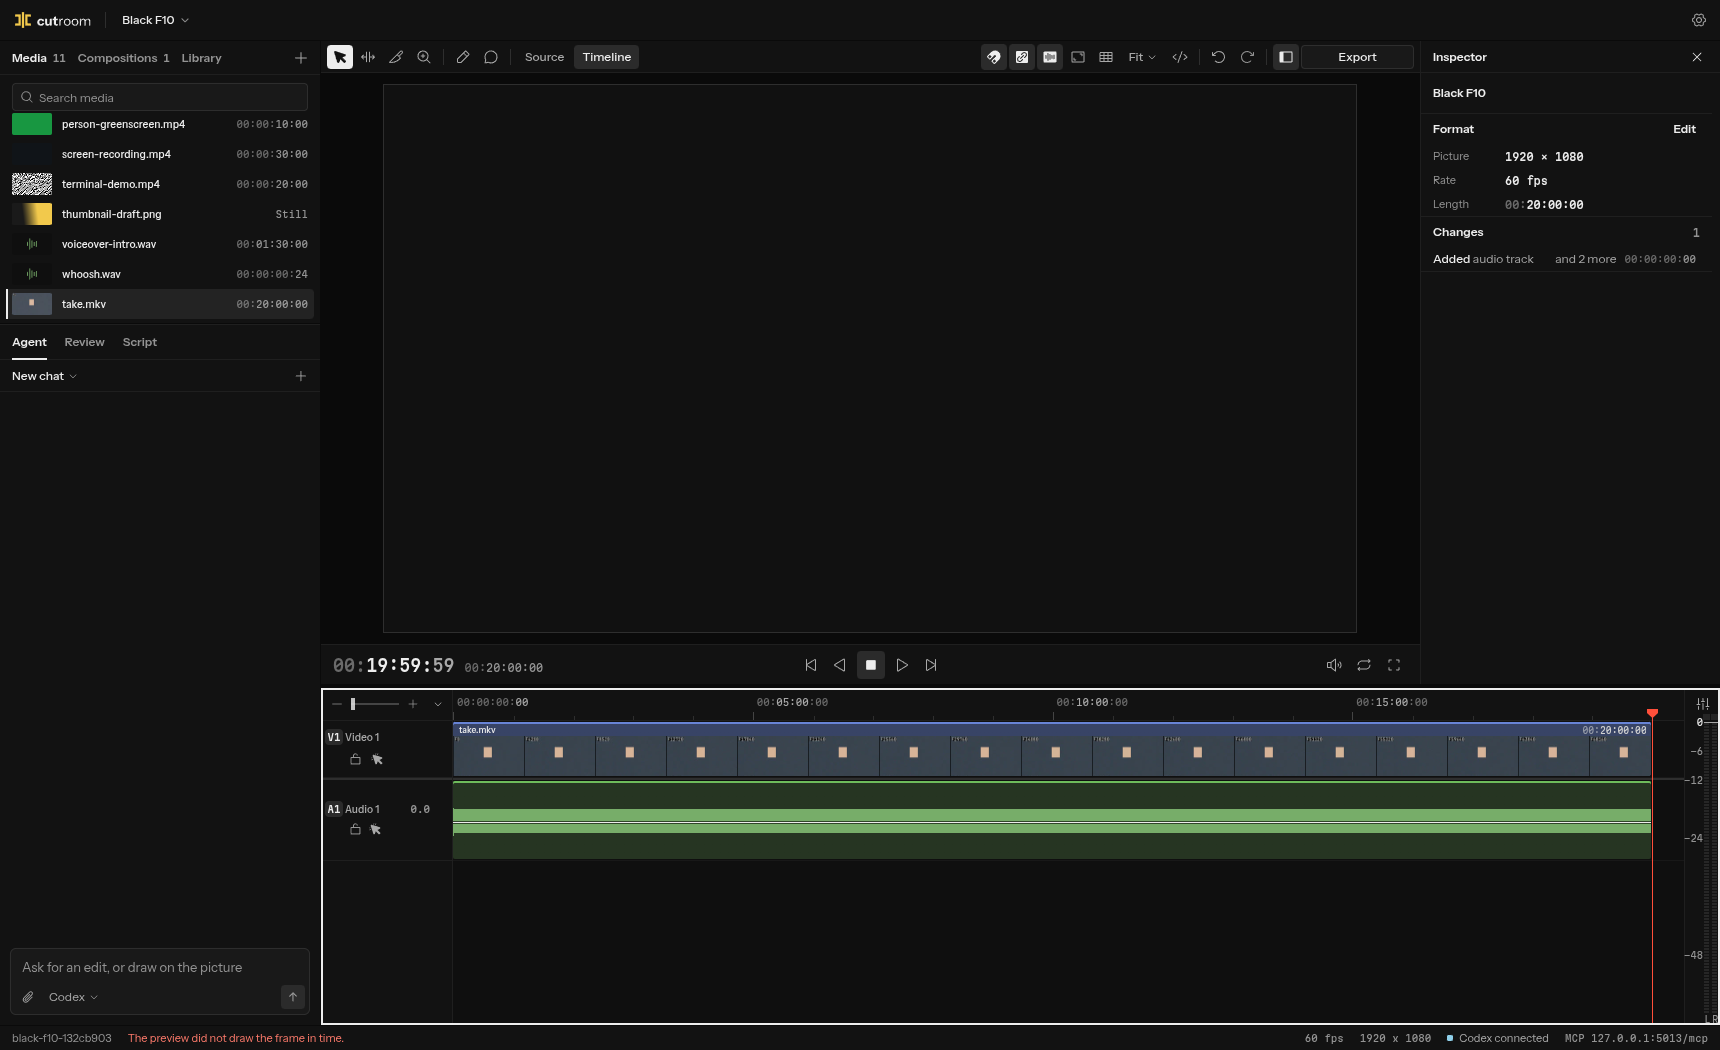 cutroom
Black F10
Media 11 Compositions 1 Library
Search media
person-greenscreen.mp4 00:00:10:00
screen-recording.mp4 00:00:30:00
terminal-demo.mp4 00:00:20:00
thumbnail-draft.png Still
voiceover-intro.wav 00:01:30:00
whoosh.wav 00:00:00:24
take.mkv 00:20:00:00
Agent Review Script
New chat
Ask for an edit, or draw on the picture
Codex
Source Timeline
Fit
Export
00:19:59:59 00:20:00:00
Inspector
Black F10
Format Edit
Picture 1920 × 1080
Rate 60 fps
Length 00:20:00:00
Changes 1
Added audio track and 2 more 00:00:00:00
00:00:00:00 00:05:00:00 00:10:00:00 00:15:00:00
V1 Video 1
take.mkv 00:20:00:00
A1 Audio 1 0.0
0
-6
-12
-24
-48
L R
black-f10-132cb903 The preview did not draw the frame in time.
60 fps 1920 x 1080 Codex connected MCP 127.0.0.1:5013/mcp